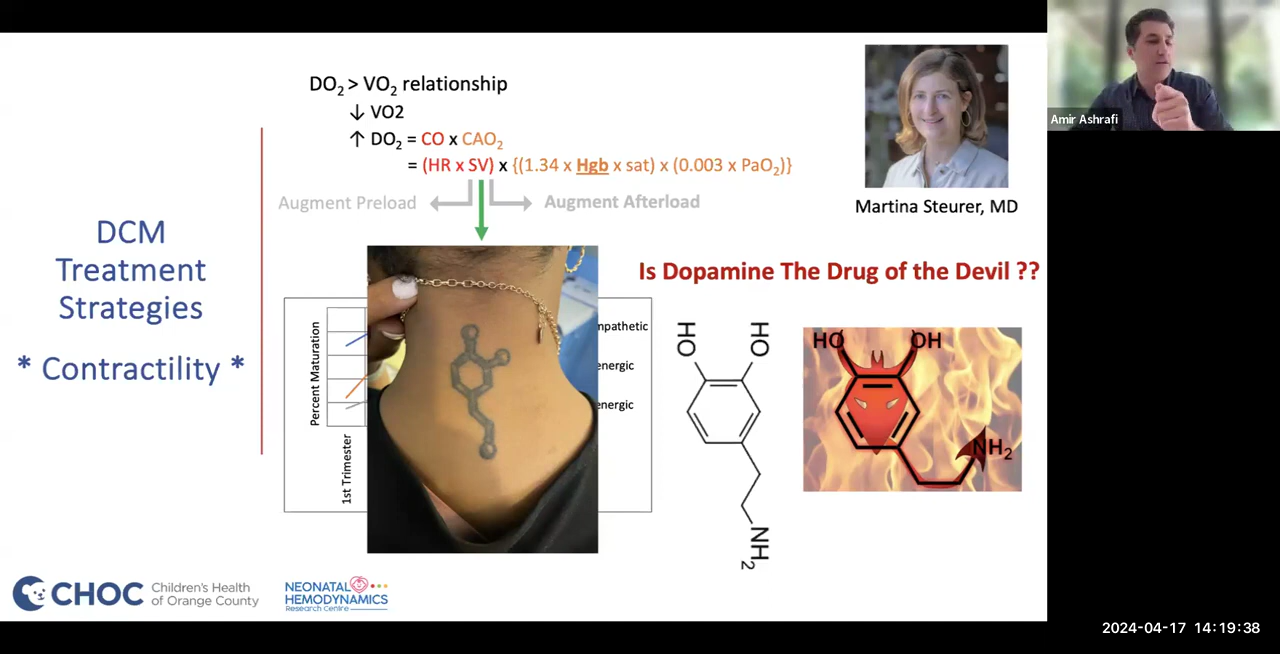 DO2 > VO2 relationship
↓ VO2
↑ DO2 = CO x CAO2
= (HR x SV) x {(1.34 x Hgb x sat) x (0.003 x PaO2)}
Augment Preload
Augment Afterload
DCM
Treatment
Strategies
* Contractility *
Martina Steurer, MD
Amir Ashrafi
Is Dopamine The Drug of the Devil ??
Percent Maturation
1st Trimester
mpathetic
energic
energic
HO
HO
NH2
HO
OH
NH2
CHOC
Children's Health
of Orange County
NEONATAL
HEMODYNAMICS
Research Centre
2024-04-17 14:19:38